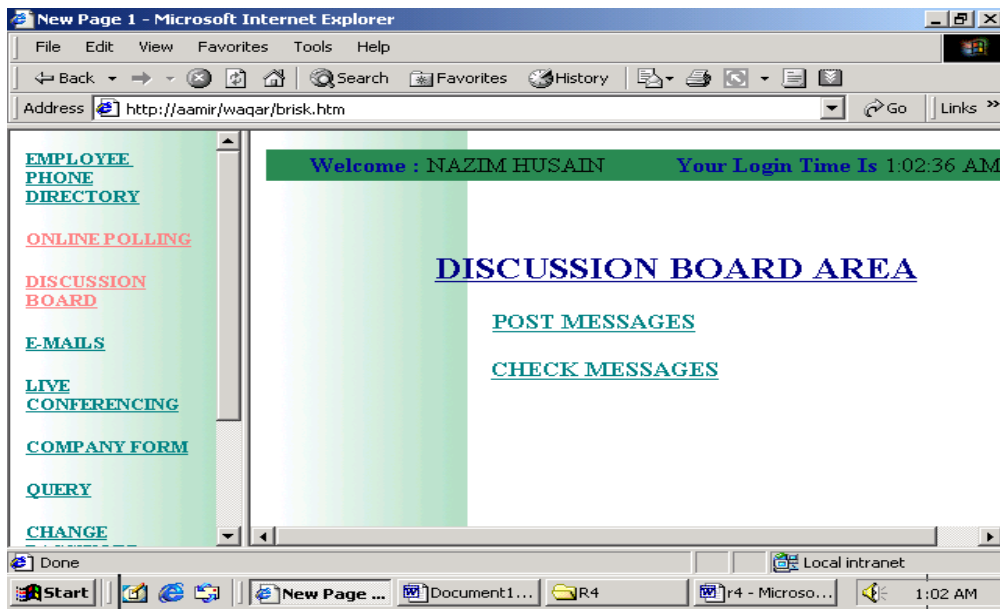 New Page 1 - Microsoft Internet Explorer
File Edit View Favorites Tools Help
Back Search Favorites History
Address http://aamir/waqar/brisk.htm Go Links »
EMPLOYEE
PHONE
DIRECTORY
ONLINE POLLING
DISCUSSION
BOARD
E-MAILS
LIVE
CONFERENCING
COMPANY FORM
QUERY
CHANGE
Welcome : NAZIM HUSAIN Your Login Time Is 1:02:36 AM
DISCUSSION BOARD AREA
POST MESSAGES
CHECK MESSAGES
Done Local intranet
Start New Page ... Document1... R4 r4 - Microso... 1:02 AM